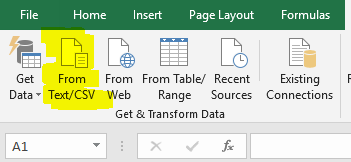 File Home Insert Page Layout Formulas
Get Data
From Text/CSV
From Web
From Table/ Range
Recent Sources
Existing Connections
Get & Transform Data
A1 fx